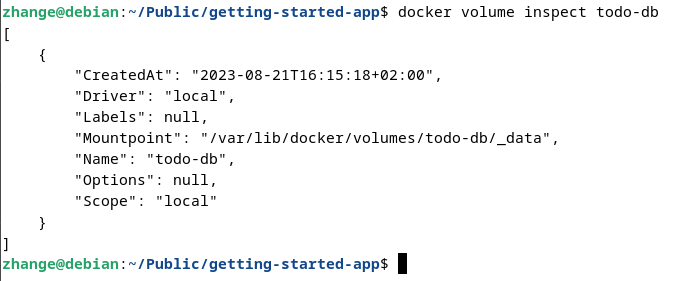 zhange@debian:~/Public/getting-started-app$ docker volume inspect todo-db
[
    {
        "CreatedAt": "2023-08-21T16:15:18+02:00",
        "Driver": "local",
        "Labels": null,
        "Mountpoint": "/var/lib/docker/volumes/todo-db/_data",
        "Name": "todo-db",
        "Options": null,
        "Scope": "local"
    }
]
zhange@debian:~/Public/getting-started-app$